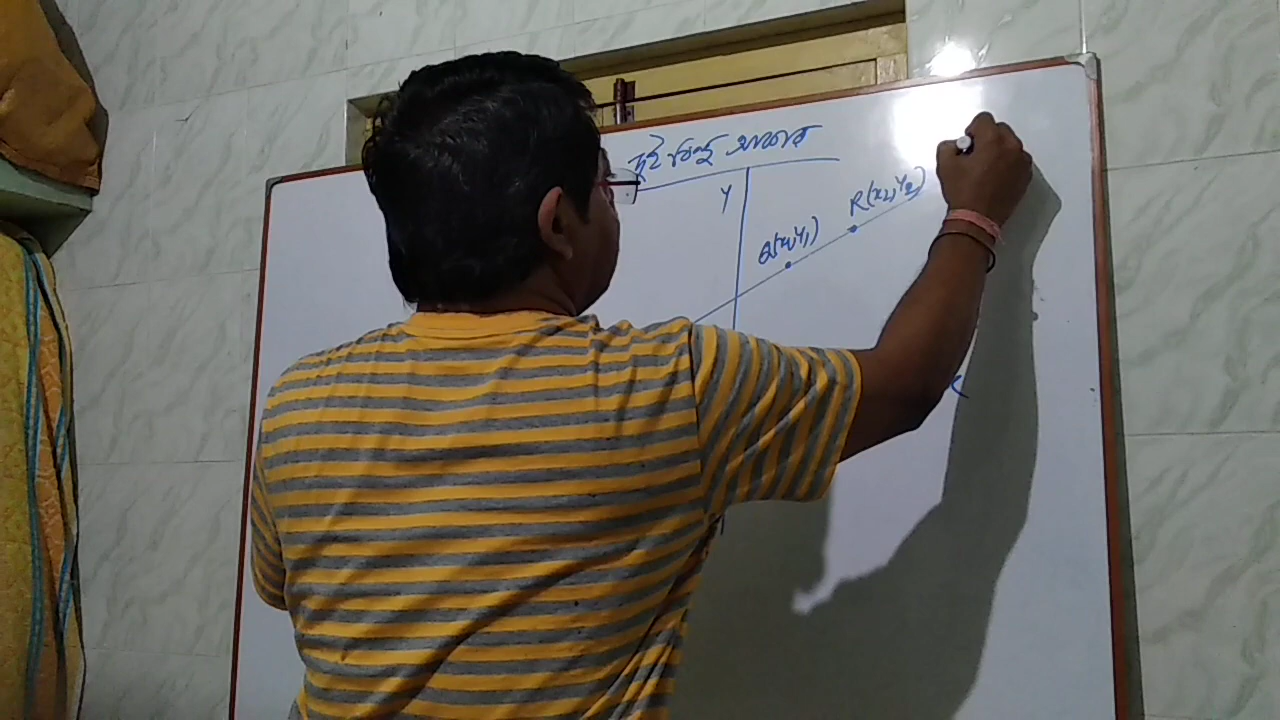 দুই বিন্দু আকার
Y
R(x₂, y₂)
Q(x₁, y₁)